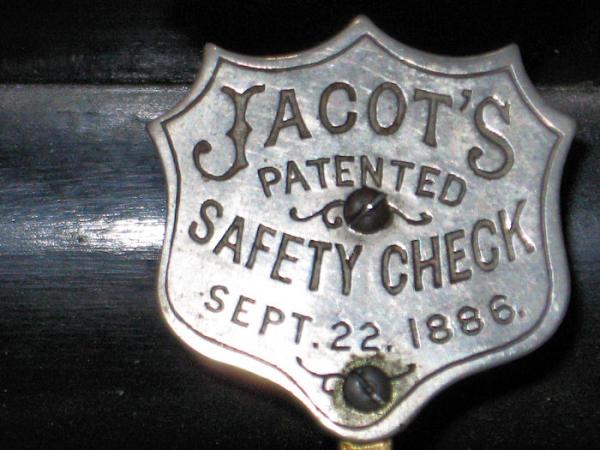 JACOT'S
PATENTED
SAFETY CHECK
SEPT. 22. 1886.